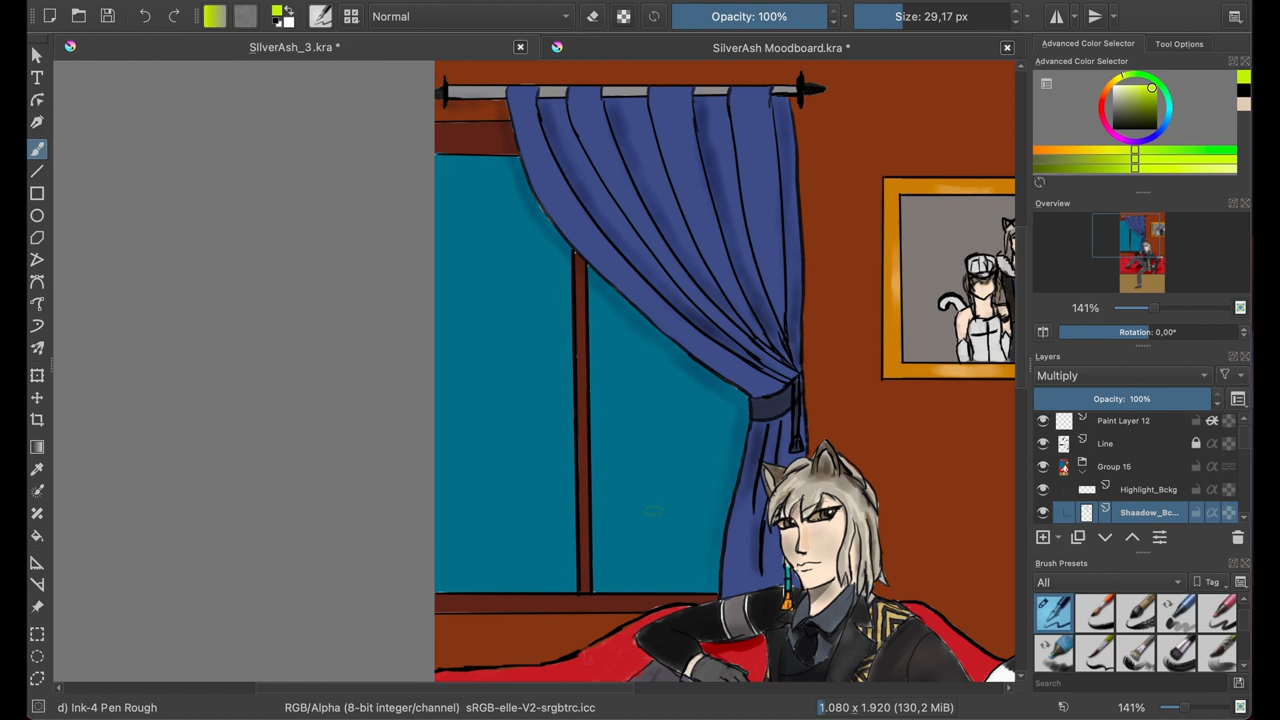 Normal
Opacity: 100%
Size: 29,17 px
SIlverAsh_3.kra *
SilverAsh Moodboard.kra *
Advanced Color Selector
Tool Options
Advanced Color Selector
Overview
141%
Rotation: 0,00°
Layers
Multiply
Opacity: 100%
Paint Layer 12
Line
Group 15
Highlight_Bckg
Shaadow_Bc...
Brush Presets
All
Tag
Search
d) Ink-4 Pen Rough
RGB/Alpha (8-bit integer/channel) sRGB-elle-V2-srgbtrc.icc
1.080 x 1.920 (130,2 MiB)
141%